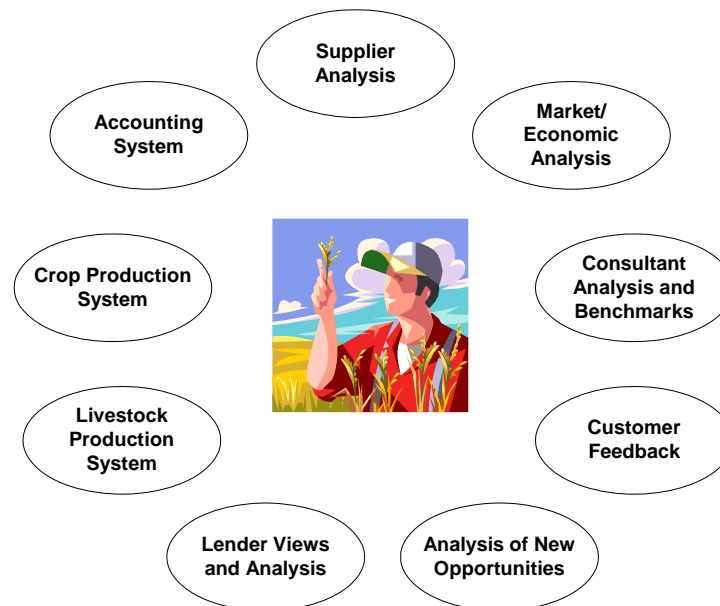 Supplier
Analysis
Market/
Economic
Analysis
Accounting
System
Crop Production
System
Consultant
Analysis and
Benchmarks
Livestock
Production
System
Customer
Feedback
Lender Views
and Analysis
Analysis of New
Opportunities